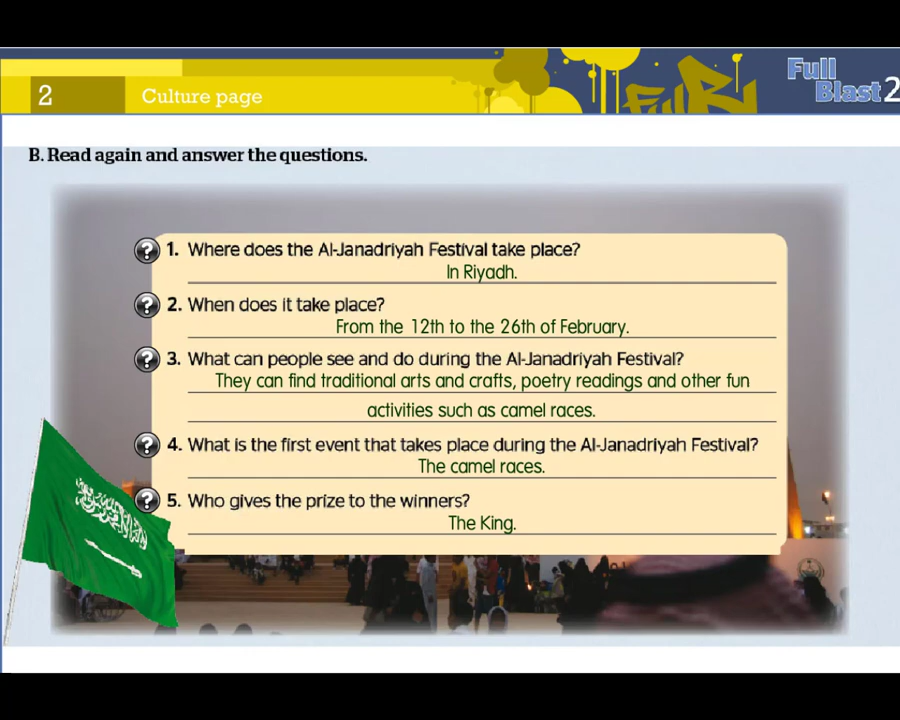 Full
Blast 2
2 Culture page
B. Read again and answer the questions.
? 1. Where does the Al-Janadriyah Festival take place?
In Riyadh.
? 2. When does it take place?
From the 12th to the 26th of February.
? 3. What can people see and do during the Al-Janadriyah Festival?
They can find traditional arts and crafts, poetry readings and other fun
activities such as camel races.
? 4. What is the first event that takes place during the Al-Janadriyah Festival?
The camel races.
? 5. Who gives the prize to the winners?
The King.